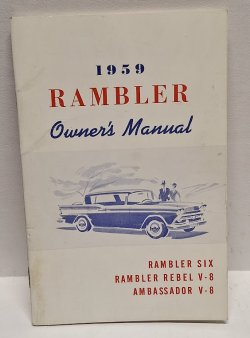 1959
RAMBLER
Owner's Manual
RAMBLER SIX
RAMBLER REBEL V-8
AMBASSADOR V-8